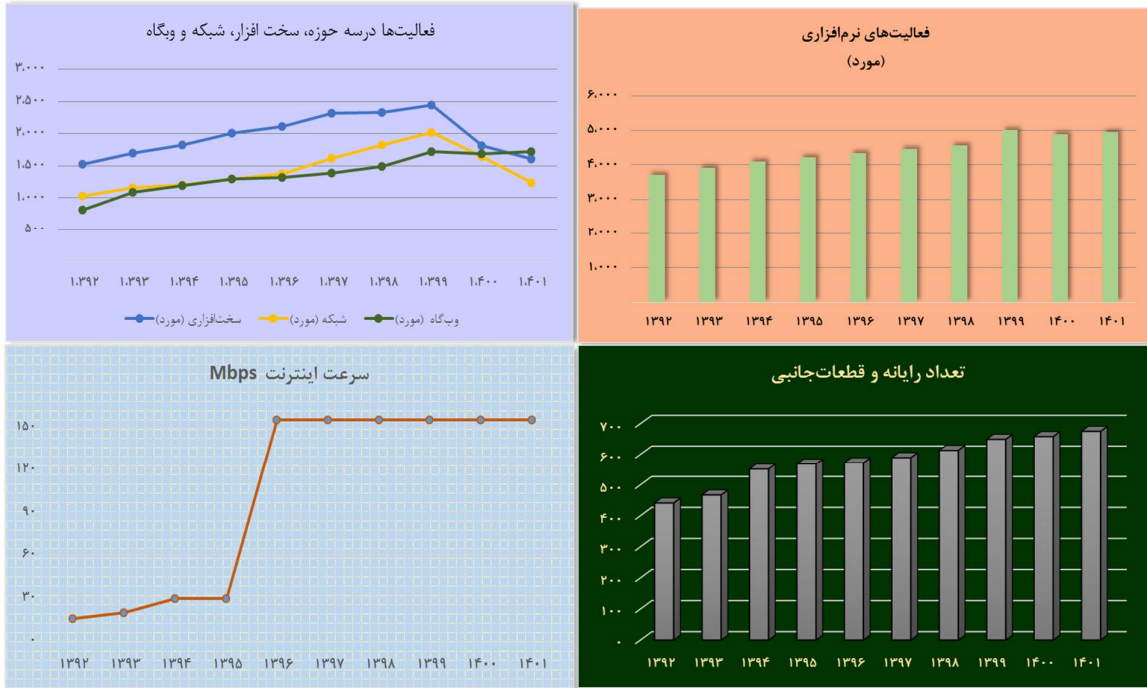 فعالیت‌ها درسه حوزه، سخت افزار، شبکه و وبگاه
۳،۰۰۰
۲،۵۰۰
۲،۰۰۰
۱،۵۰۰
۱،۰۰۰
۵۰۰
۱،۳۹۲ ۱،۳۹۳ ۱،۳۹۴ ۱،۳۹۵ ۱،۳۹۶ ۱،۳۹۷ ۱،۳۹۸ ۱،۳۹۹ ۱،۴۰۰ ۱،۴۰۱
سخت‌افزاری (مورد) شبکه (مورد) وب‌گاه (مورد)
فعالیت‌های نرم‌افزاری
(مورد)
۶،۰۰۰
۵،۰۰۰
۴،۰۰۰
۳،۰۰۰
۲،۰۰۰
۱،۰۰۰
۱۳۹۲ ۱۳۹۳ ۱۳۹۴ ۱۳۹۵ ۱۳۹۶ ۱۳۹۷ ۱۳۹۸ ۱۳۹۹ ۱۴۰۰ ۱۴۰۱
سرعت اینترنت Mbps
۱۵۰
۱۲۰
۹۰
۶۰
۳۰
۰
۱۳۹۲ ۱۳۹۳ ۱۳۹۴ ۱۳۹۵ ۱۳۹۶ ۱۳۹۷ ۱۳۹۸ ۱۳۹۹ ۱۴۰۰ ۱۴۰۱
تعداد رایانه و قطعات‌جانبی
۷۰۰
۶۰۰
۵۰۰
۴۰۰
۳۰۰
۲۰۰
۱۰۰
۰
۱۳۹۲ ۱۳۹۳ ۱۳۹۴ ۱۳۹۵ ۱۳۹۶ ۱۳۹۷ ۱۳۹۸ ۱۳۹۹ ۱۴۰۰ ۱۴۰۱